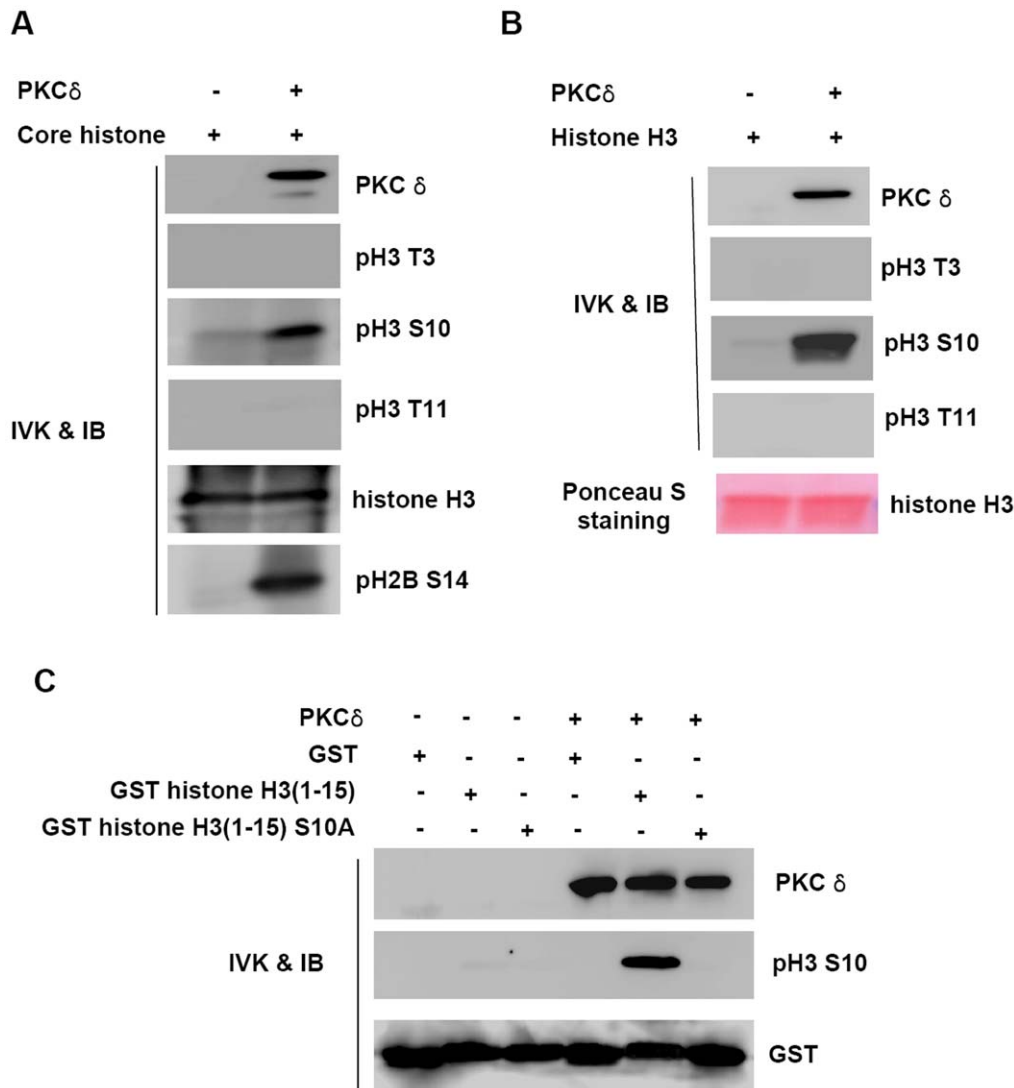 A
PKCδ - +
Core histone + +
PKC δ
pH3 T3
pH3 S10
pH3 T11
histone H3
pH2B S14
IVK & IB
B
PKCδ - +
Histone H3 + +
PKC δ
pH3 T3
pH3 S10
pH3 T11
IVK & IB
Ponceau S
staining
histone H3
C
PKCδ - - - + + +
GST + - - + - -
GST histone H3(1-15) - + - - + -
GST histone H3(1-15) S10A - - + - - +
PKC δ
pH3 S10
GST
IVK & IB